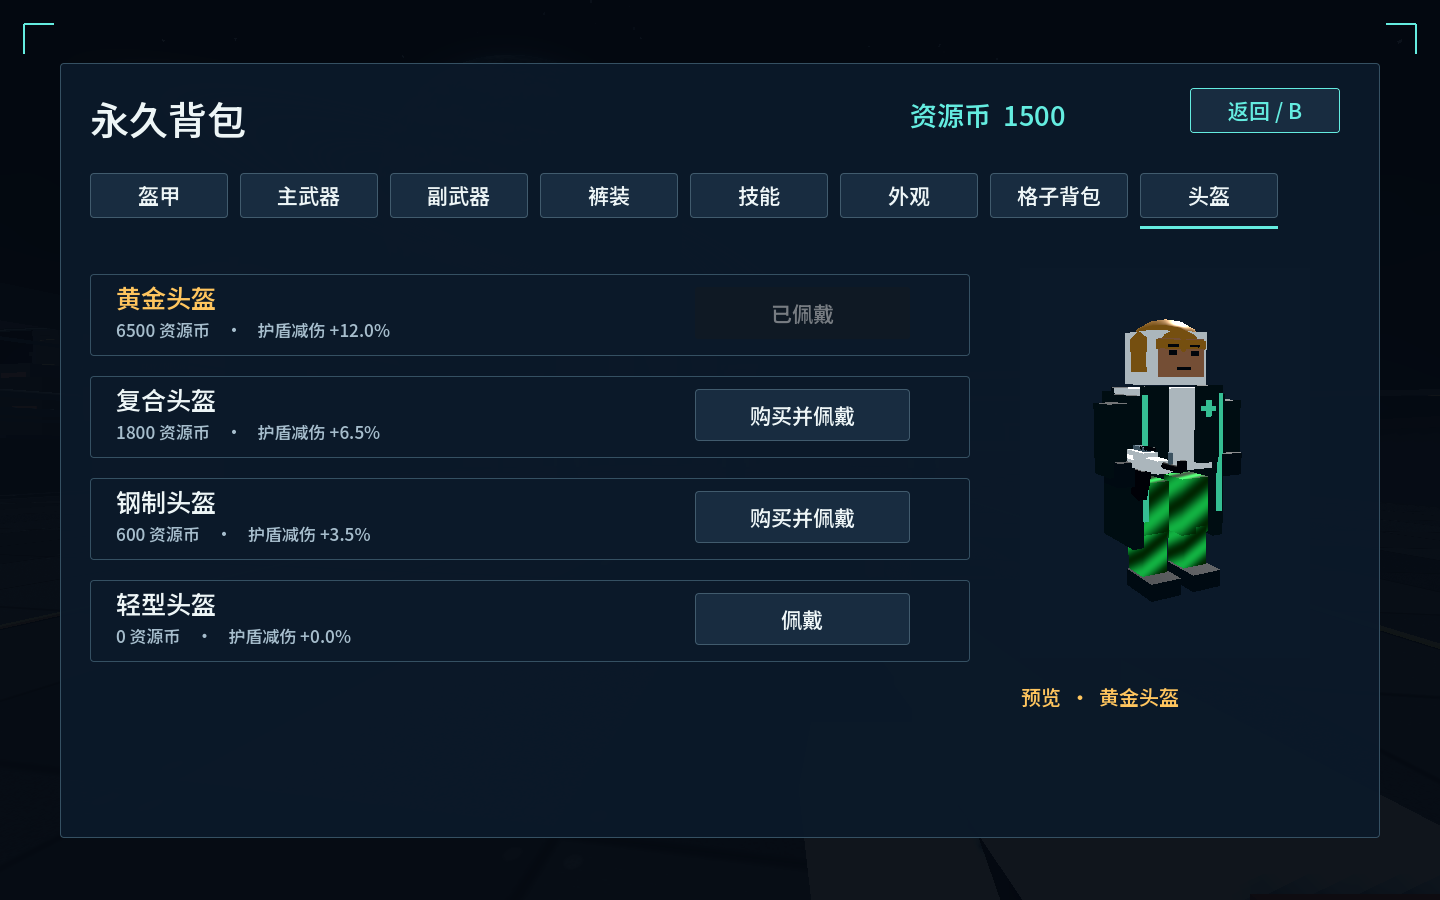 永久背包
资源币 1500
返回 / B
盔甲
主武器
副武器
裤装
技能
外观
格子背包
头盔
黄金头盔
6500 资源币 · 护盾减伤 +12.0%
已佩戴
复合头盔
1800 资源币 · 护盾减伤 +6.5%
购买并佩戴
钢制头盔
600 资源币 · 护盾减伤 +3.5%
购买并佩戴
轻型头盔
0 资源币 · 护盾减伤 +0.0%
佩戴
预览 · 黄金头盔